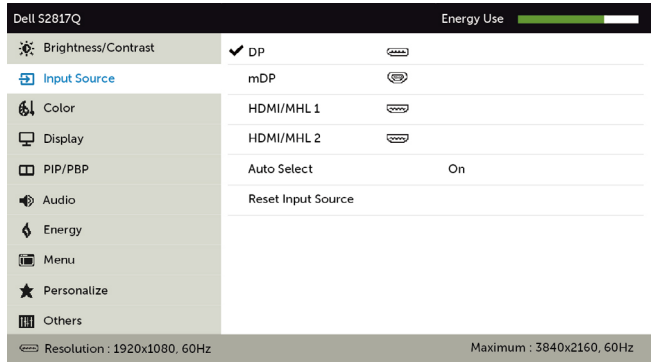 Dell S2817Q Energy Use
Brightness/Contrast
DP
Input Source
mDP
Color
HDMI/MHL 1
Display
HDMI/MHL 2
PIP/PBP
Auto Select On
Audio
Reset Input Source
Energy
Menu
Personalize
Others
Resolution : 1920x1080, 60Hz
Maximum : 3840x2160, 60Hz